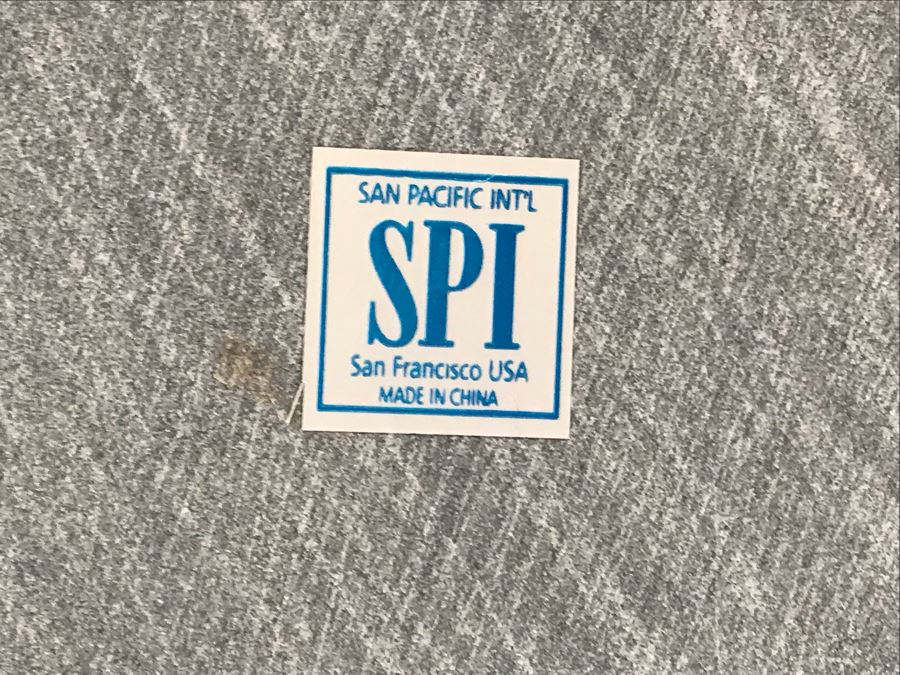 SAN PACIFIC INT'L
SPI
San Francisco USA
MADE IN CHINA